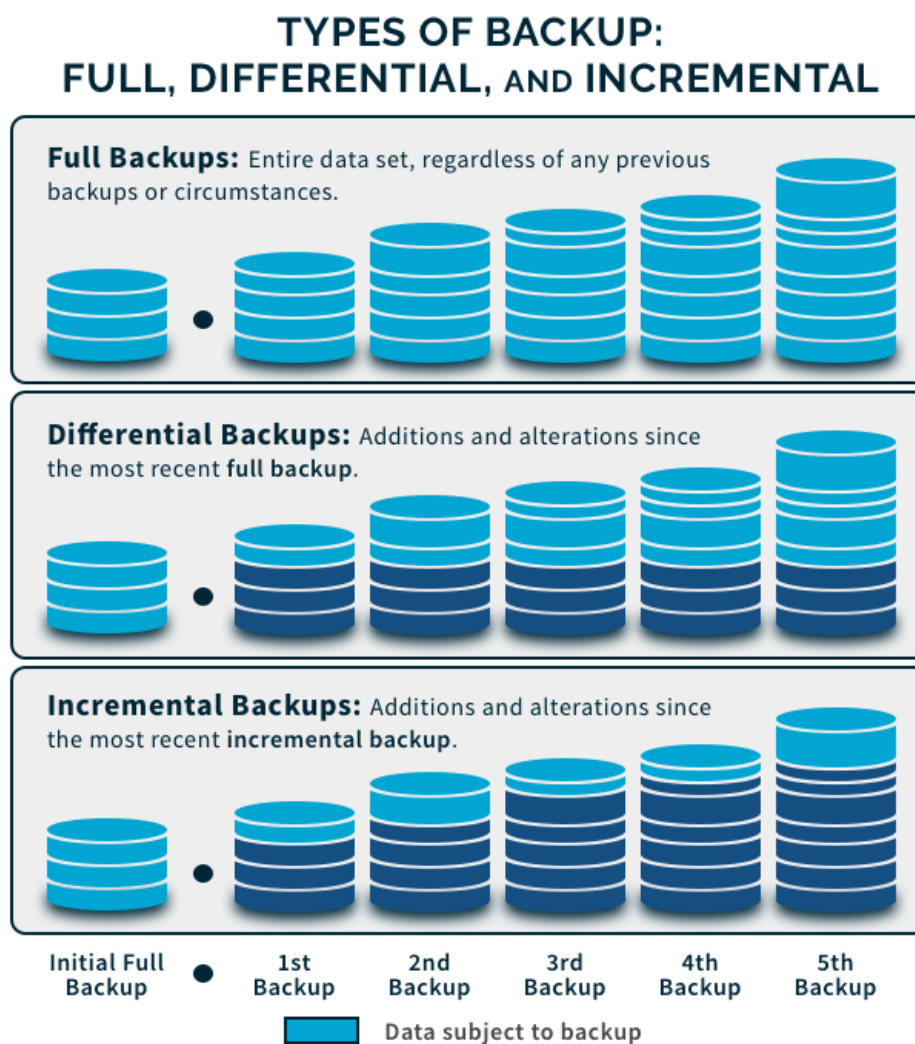 TYPES OF BACKUP:
FULL, DIFFERENTIAL, AND INCREMENTAL
Full Backups: Entire data set, regardless of any previous
backups or circumstances.
Differential Backups: Additions and alterations since
the most recent full backup.
Incremental Backups: Additions and alterations since
the most recent incremental backup.
Initial Full
Backup
1st
Backup
2nd
Backup
3rd
Backup
4th
Backup
5th
Backup
Data subject to backup